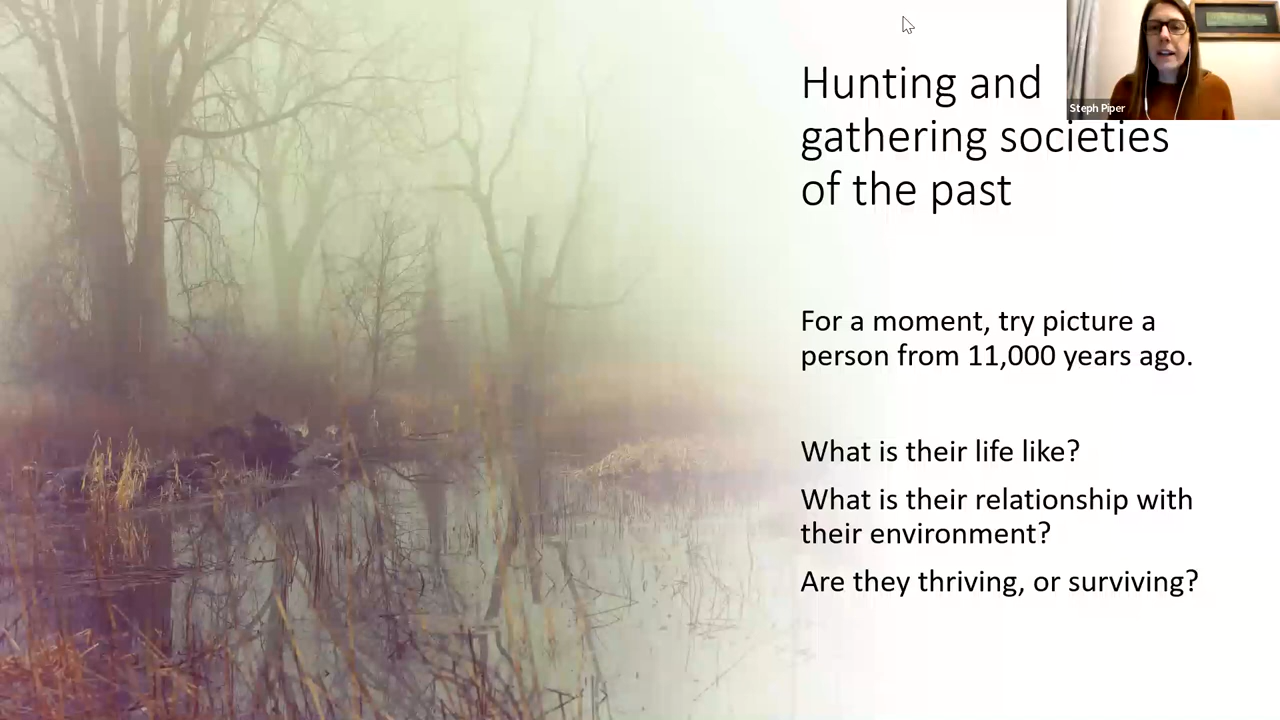 Hunting and
gathering societies
of the past
Steph Piper
For a moment, try picture a
person from 11,000 years ago.
What is their life like?
What is their relationship with
their environment?
Are they thriving, or surviving?